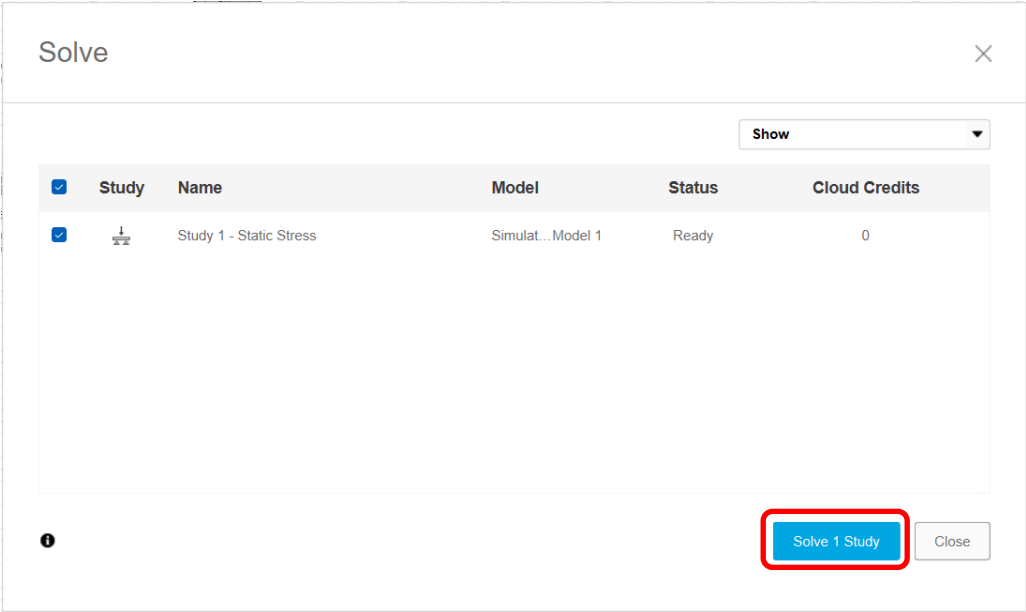 Solve
Show
Study Name Model Status Cloud Credits
Study 1 - Static Stress Simulat...Model 1 Ready 0
Solve 1 Study Close